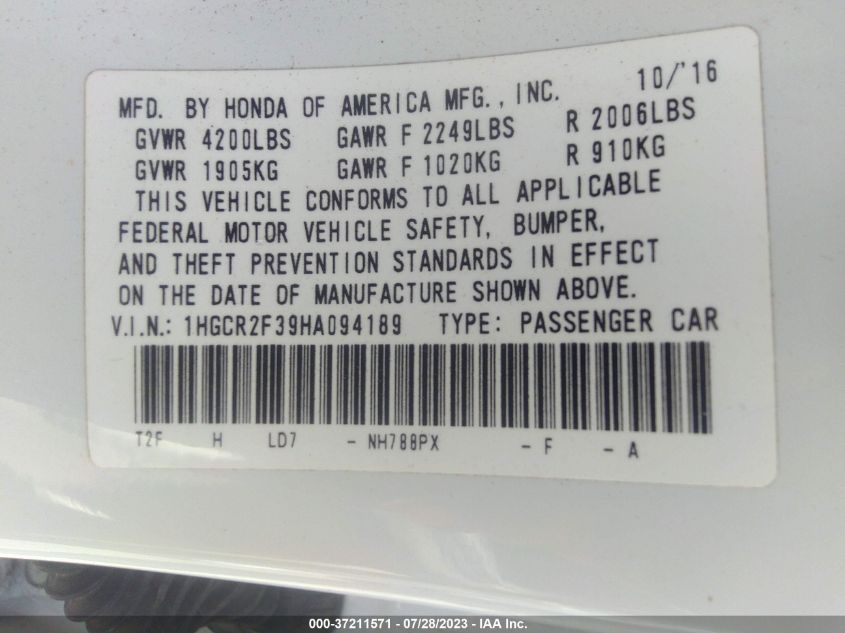 MFD. BY HONDA OF AMERICA MFG., INC. 10/'16
GVWR 4200LBS GAWR F 2249LBS R 2006LBS
GVWR 1905KG GAWR F 1020KG R 910KG
THIS VEHICLE CONFORMS TO ALL APPLICABLE
FEDERAL MOTOR VEHICLE SAFETY, BUMPER,
AND THEFT PREVENTION STANDARDS IN EFFECT
ON THE DATE OF MANUFACTURE SHOWN ABOVE.
V.I.N.: 1HGCR2F39HA094189 TYPE: PASSENGER CAR
T2F H LD7 - NH788PX - F - A
000-37211571 / 07/28/2023 - IAA Inc.